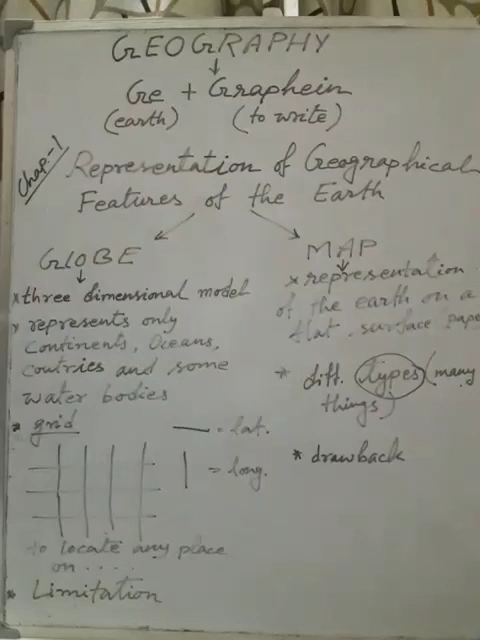 GEOGRAPHY
↓
Ge + Graphein
(earth) (to write)
Chap:-1
Representation of Geographical
Features of the Earth
GLOBE
↓
* three dimensional model
* represents only
Continents, Oceans,
Coutries and some
water bodies
* grid
— = lat.
| = long.
to locate any place
on ....
* Limitation
MAP
↓
* representation
of the earth on a
flat surface pape
* diff. types (many
things)
* drawback